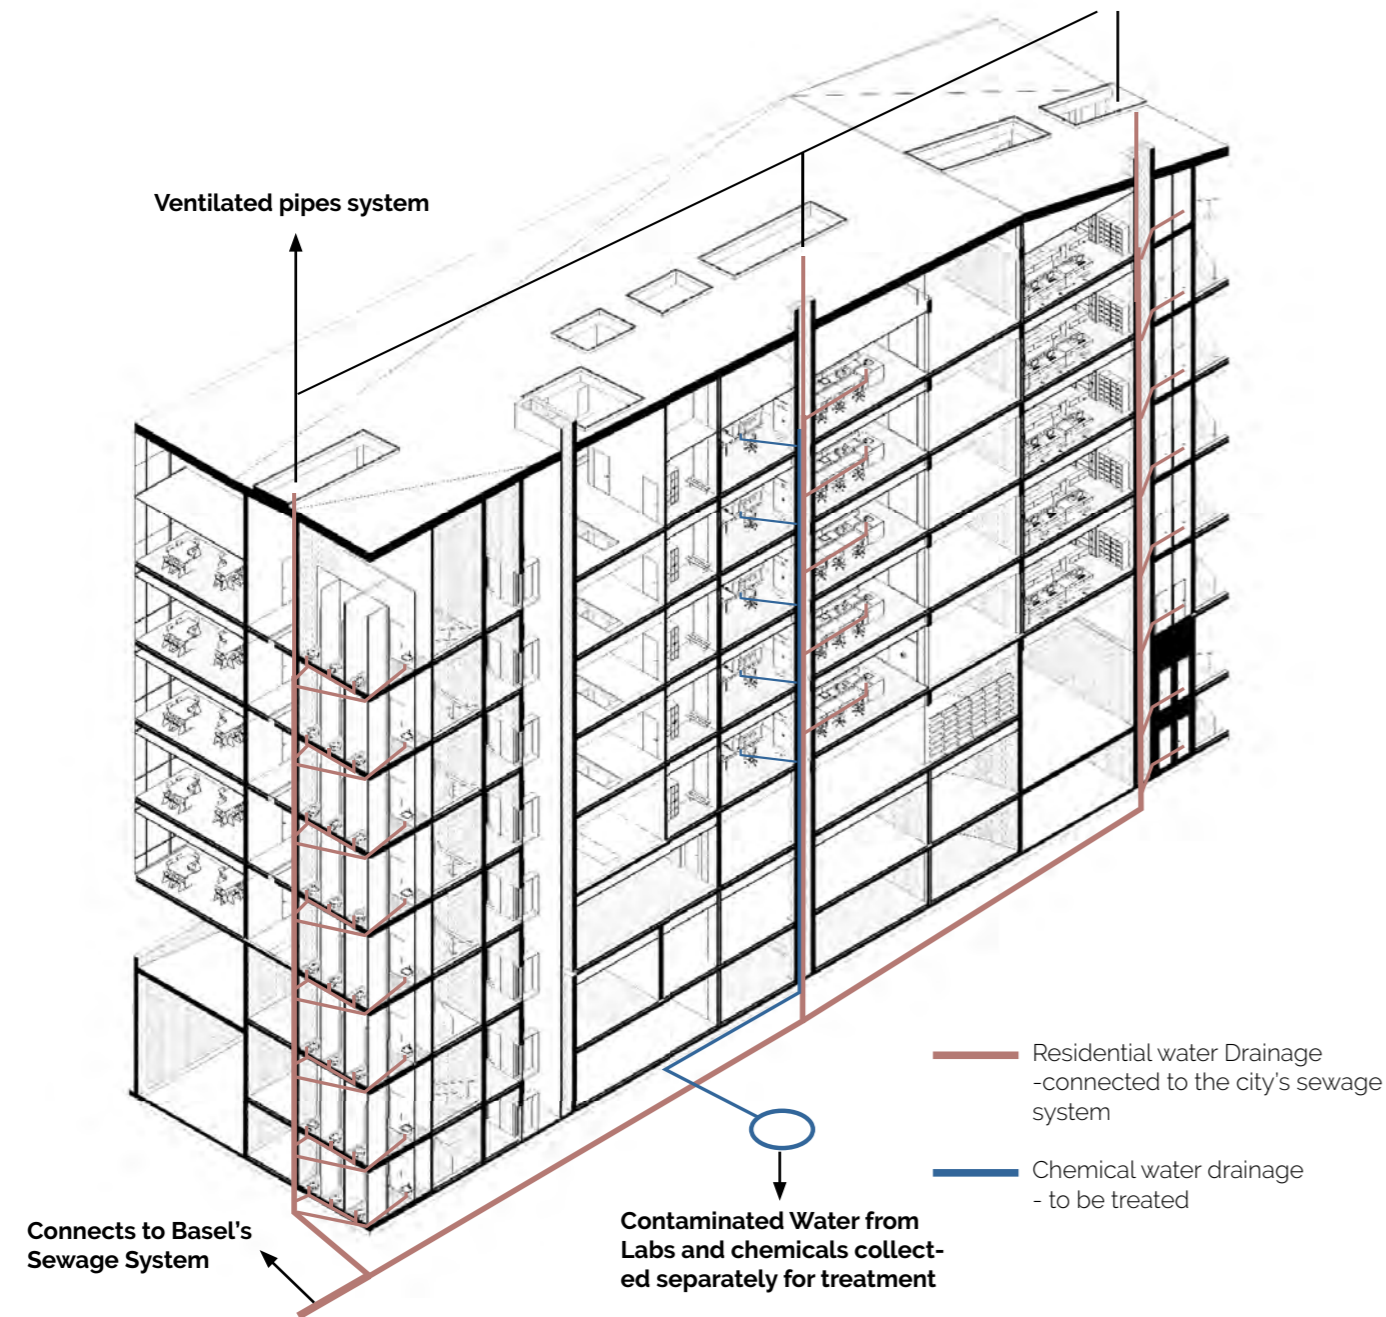 Ventilated pipes system
Residential water Drainage
-connected to the city's sewage
system
Chemical water drainage
- to be treated
Connects to Basel's
Sewage System
Contaminated Water from
Labs and chemicals collect-
ed separately for treatment